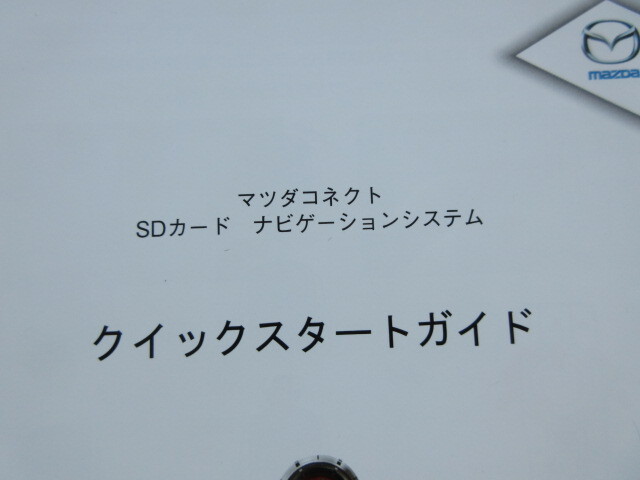 mazda
マツダコネクト
SDカード　ナビゲーションシステム
クイックスタートガイド